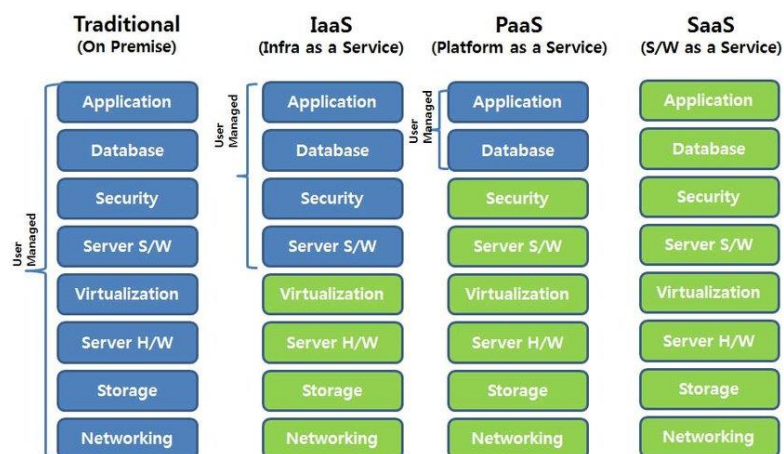 Traditional
(On Premise)
IaaS
(Infra as a Service)
PaaS
(Platform as a Service)
SaaS
(S/W as a Service)
User
Managed
Application
Database
Security
Server S/W
Virtualization
Server H/W
Storage
Networking
User
Managed
Application
Database
Security
Server S/W
Virtualization
Server H/W
Storage
Networking
User
Managed
Application
Database
Security
Server S/W
Virtualization
Server H/W
Storage
Networking
Application
Database
Security
Server S/W
Virtualization
Server H/W
Storage
Networking